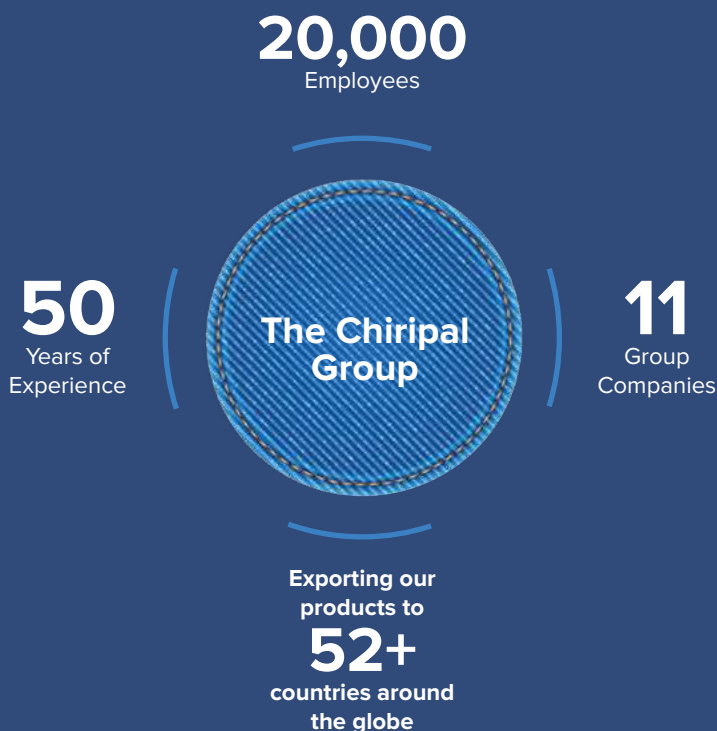 20,000
Employees
50
Years of
Experience
The Chiripal
Group
11
Group
Companies
Exporting our
products to
52+
countries around
the globe